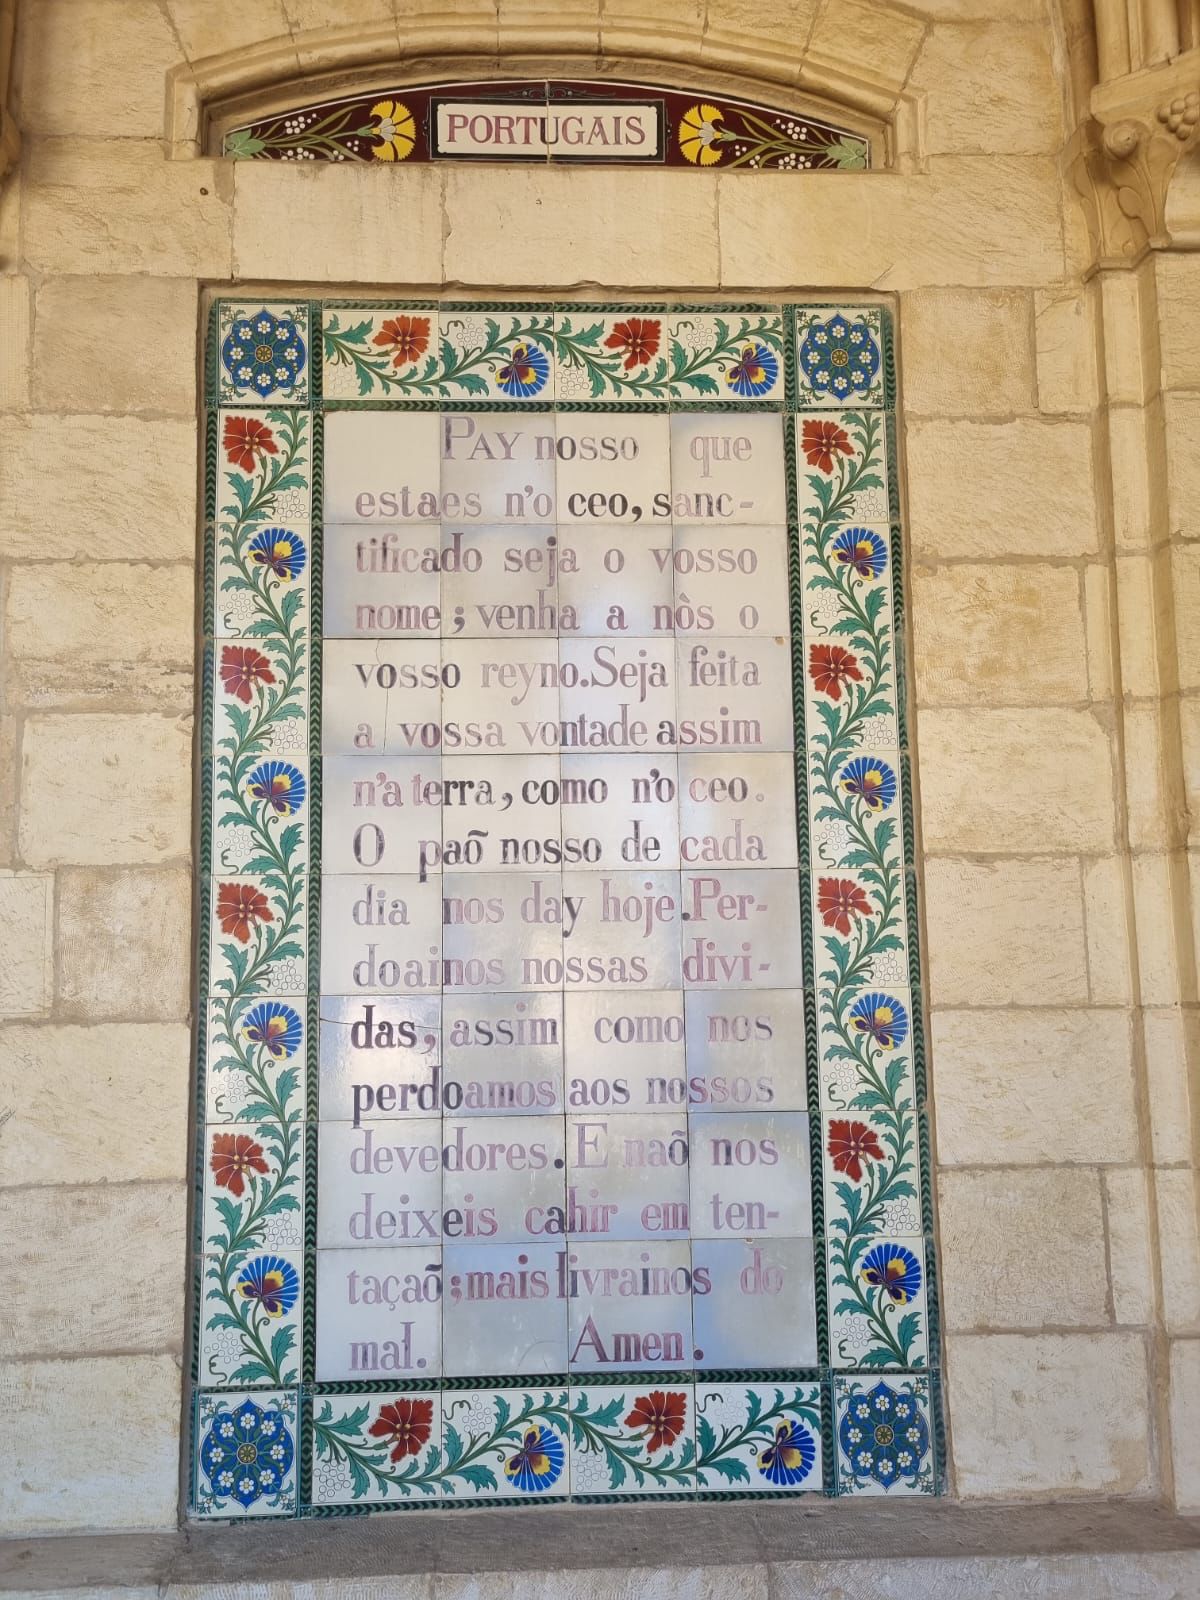 PORTUGAIS
PAY nosso que
estaes n'o ceo, sanc-
tificado seja o vosso
nome; venha a nòs o
vosso reyno. Seja feita
a vossa vontade assim
n'a terra, como n'o ceo.
O paõ nosso de cada
dia nos day hoje. Per-
doainos nossas divi-
das, assim como nos
perdoamos aos nossos
devedores. E naõ nos
deixeis cahir em ten-
taçaõ; mais livrainos do
mal. Amen.